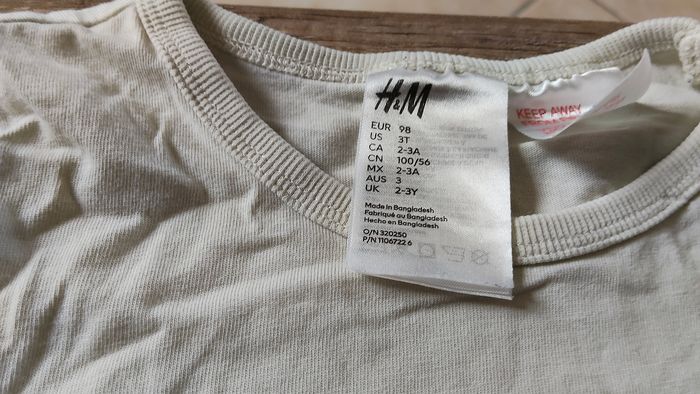 H&M
EUR 98
US 3T
CA 2-3A
CN 100/56
MX 2-3A
AUS 3
UK 2-3Y
Made in Bangladesh
Fabriqué au Bangladesh
Hecho en Bangladesh
O/N 320250
P/N 1106722 6
KEEP AWAY